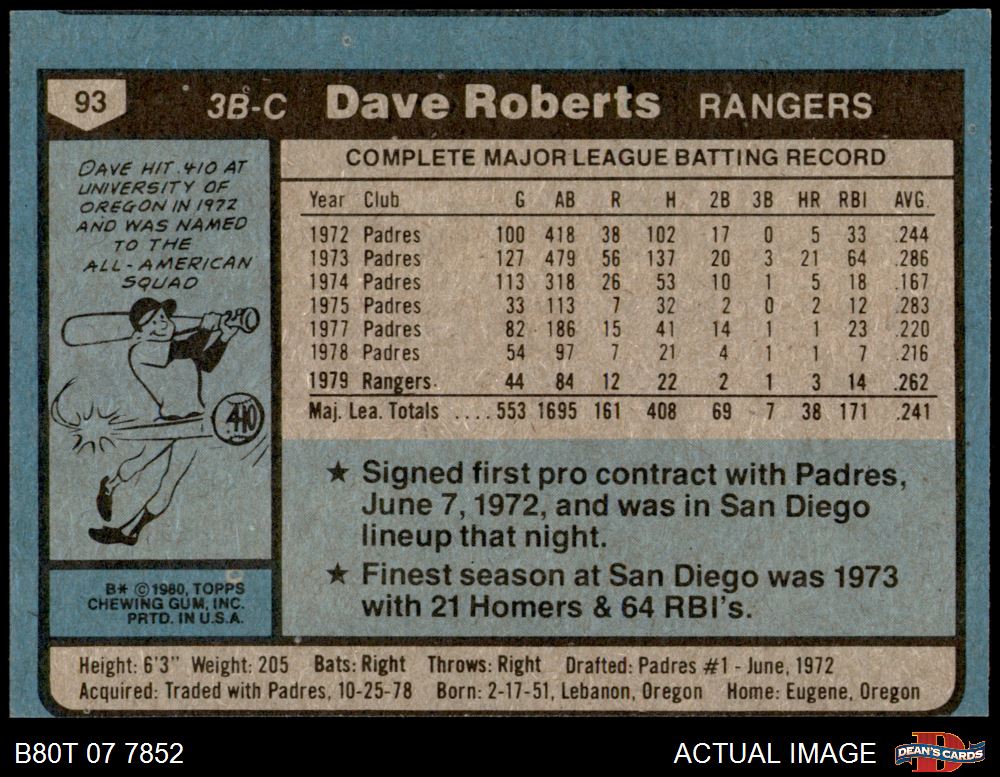 93 3B-C Dave Roberts RANGERS
DAVE HIT .410 AT
UNIVERSITY OF
OREGON IN 1972
AND WAS NAMED
TO THE
ALL-AMERICAN
SQUAD
.410
B* ©1980, TOPPS
CHEWING GUM, INC.
PRTD. IN U.S.A.
COMPLETE MAJOR LEAGUE BATTING RECORD
Year Club G AB R H 2B 3B HR RBI AVG.
1972 Padres 100 418 38 102 17 0 5 33 .244
1973 Padres 127 479 56 137 20 3 21 64 .286
1974 Padres 113 318 26 53 10 1 5 18 .167
1975 Padres 33 113 7 32 2 0 2 12 .283
1977 Padres 82 186 15 41 14 1 1 23 .220
1978 Padres 54 97 7 21 4 1 1 7 .216
1979 Rangers 44 84 12 22 2 1 3 14 .262
Maj. Lea. Totals ....553 1695 161 408 69 7 38 171 .241
★ Signed first pro contract with Padres,
June 7, 1972, and was in San Diego
lineup that night.
★ Finest season at San Diego was 1973
with 21 Homers & 64 RBI's.
Height: 6'3" Weight: 205 Bats: Right Throws: Right Drafted: Padres #1 - June, 1972
Acquired: Traded with Padres, 10-25-78 Born: 2-17-51, Lebanon, Oregon Home: Eugene, Oregon
B80T 07 7852 ACTUAL IMAGE D DEAN'S CARDS